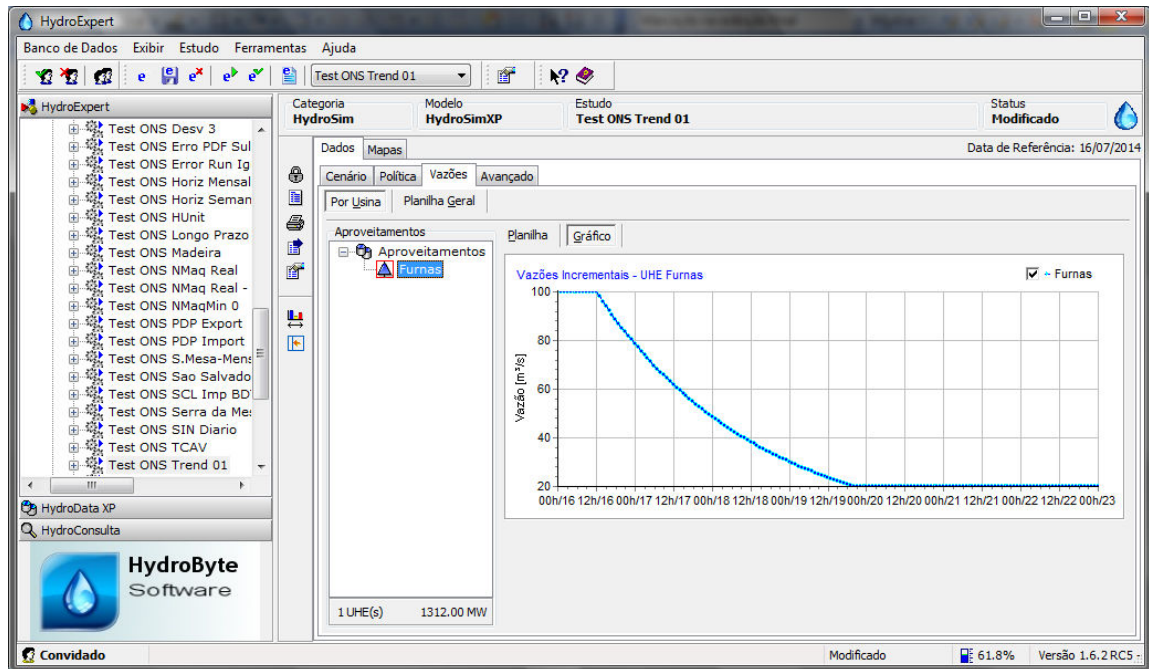 HydroExpert
Banco de Dados Exibir Estudo Ferramentas Ajuda
Test ONS Trend 01
HydroExpert
Test ONS Desv 3
Test ONS Erro PDF Sul
Test ONS Error Run Ig
Test ONS Horiz Mensal
Test ONS Horiz Seman
Test ONS HUnit
Test ONS Longo Prazo
Test ONS Madeira
Test ONS NMaq Real
Test ONS NMaq Real -
Test ONS NMaqMin 0
Test ONS PDP Export
Test ONS PDP Import
Test ONS S.Mesa-Mens
Test ONS Sao Salvado
Test ONS SCL Imp BD
Test ONS Serra da Me
Test ONS SIN Diario
Test ONS TCAV
Test ONS Trend 01
HydroData XP
HydroConsulta
HydroByte
Software
Categoria Modelo Estudo Status
HydroSim HydroSimXP Test ONS Trend 01 Modificado
Dados Mapas Data de Referência: 16/07/2014
Cenário Política Vazões Avançado
Por Usina Planilha Geral
Aproveitamentos
Aproveitamentos
Furnas
1 UHE(s) 1312.00 MW
Planilha Gráfico
Vazões Incrementais - UHE Furnas
Furnas
Vazão [m³/s]
100
80
60
40
20
00h/16 12h/16 00h/17 12h/17 00h/18 12h/18 00h/19 12h/19 00h/20 12h/20 00h/21 12h/21 00h/22 12h/22 00h/23
Convidado Modificado 61.8% Versão 1.6.2 RC5 -